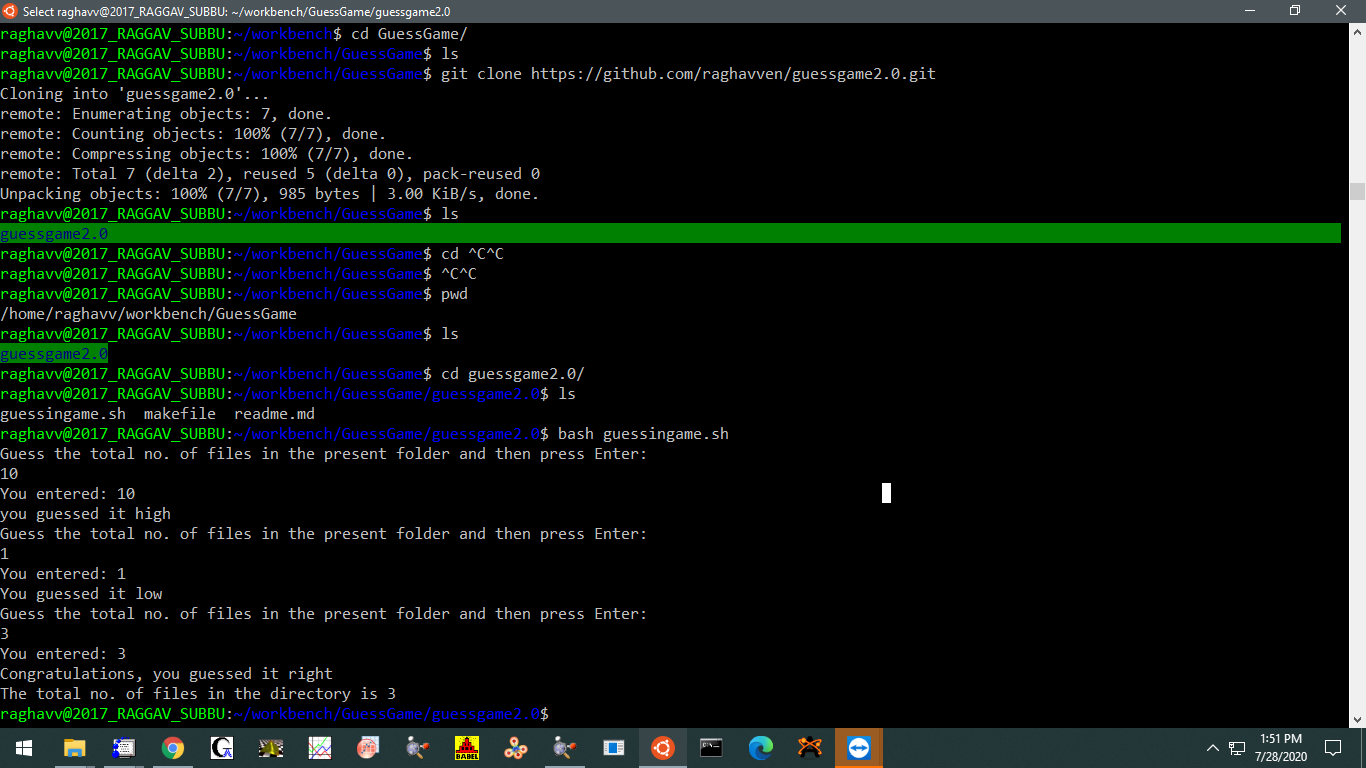 Select raghavv@2017_RAGGAV_SUBBU: ~/workbench/GuessGame/guessgame2.0
raghavv@2017_RAGGAV_SUBBU:~/workbench$ cd GuessGame/
raghavv@2017_RAGGAV_SUBBU:~/workbench/GuessGame$ ls
raghavv@2017_RAGGAV_SUBBU:~/workbench/GuessGame$ git clone https://github.com/raghavven/guessgame2.0.git
Cloning into 'guessgame2.0'...
remote: Enumerating objects: 7, done.
remote: Counting objects: 100% (7/7), done.
remote: Compressing objects: 100% (7/7), done.
remote: Total 7 (delta 2), reused 5 (delta 0), pack-reused 0
Unpacking objects: 100% (7/7), 985 bytes | 3.00 KiB/s, done.
raghavv@2017_RAGGAV_SUBBU:~/workbench/GuessGame$ ls
guessgame2.0
raghavv@2017_RAGGAV_SUBBU:~/workbench/GuessGame$ cd ^C^C
raghavv@2017_RAGGAV_SUBBU:~/workbench/GuessGame$ ^C^C
raghavv@2017_RAGGAV_SUBBU:~/workbench/GuessGame$ pwd
/home/raghavv/workbench/GuessGame
raghavv@2017_RAGGAV_SUBBU:~/workbench/GuessGame$ ls
guessgame2.0
raghavv@2017_RAGGAV_SUBBU:~/workbench/GuessGame$ cd guessgame2.0/
raghavv@2017_RAGGAV_SUBBU:~/workbench/GuessGame/guessgame2.0$ ls
guessingame.sh  makefile  readme.md
raghavv@2017_RAGGAV_SUBBU:~/workbench/GuessGame/guessgame2.0$ bash guessingame.sh
Guess the total no. of files in the present folder and then press Enter:
10
You entered: 10
you guessed it high
Guess the total no. of files in the present folder and then press Enter:
1
You entered: 1
You guessed it low
Guess the total no. of files in the present folder and then press Enter:
3
You entered: 3
Congratulations, you guessed it right
The total no. of files in the directory is 3
raghavv@2017_RAGGAV_SUBBU:~/workbench/GuessGame/guessgame2.0$
BABEL
1:51 PM
7/28/2020